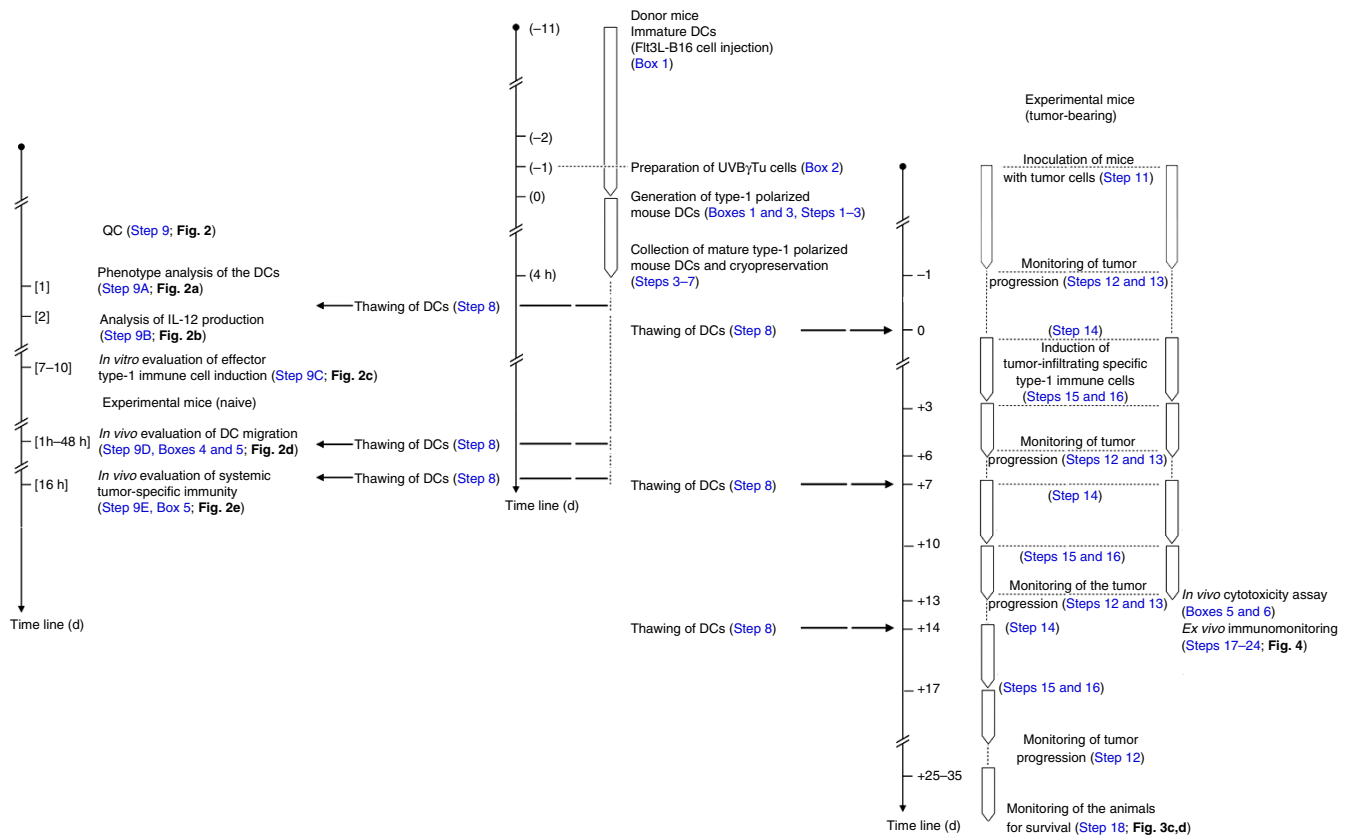 QC (Step 9; Fig. 2)
[1]
Phenotype analysis of the DCs
(Step 9A; Fig. 2a)
[2]
Analysis of IL-12 production
(Step 9B; Fig. 2b)
[7–10]
In vitro evaluation of effector
type-1 immune cell induction (Step 9C; Fig. 2c)
Experimental mice (naive)
[1h–48 h]
In vivo evaluation of DC migration
(Step 9D, Boxes 4 and 5; Fig. 2d)
[16 h]
In vivo evaluation of systemic
tumor-specific immunity
(Step 9E, Box 5; Fig. 2e)
Time line (d)
(–11)
Donor mice
Immature DCs
(Flt3L-B16 cell injection)
(Box 1)
(–2)
(–1)
Preparation of UVBγTu cells (Box 2)
(0)
Generation of type-1 polarized
mouse DCs (Boxes 1 and 3, Steps 1–3)
(4 h)
Collection of mature type-1 polarized
mouse DCs and cryopreservation
(Steps 3–7)
Thawing of DCs (Step 8)
Thawing of DCs (Step 8)
Thawing of DCs (Step 8)
Time line (d)
Thawing of DCs (Step 8)
Thawing of DCs (Step 8)
Thawing of DCs (Step 8)
Experimental mice
(tumor-bearing)
Inoculation of mice
with tumor cells (Step 11)
–1
Monitoring of tumor
progression (Steps 12 and 13)
0
(Step 14)
Induction of
tumor-infiltrating specific
type-1 immune cells
(Steps 15 and 16)
+3
Monitoring of tumor
progression (Steps 12 and 13)
+6
+7
(Step 14)
+10
(Steps 15 and 16)
Monitoring of the tumor
progression (Steps 12 and 13)
+13
+14
(Step 14)
In vivo cytotoxicity assay
(Boxes 5 and 6)
Ex vivo immunomonitoring
(Steps 17–24; Fig. 4)
+17
(Steps 15 and 16)
Monitoring of tumor
progression (Step 12)
+25–35
Monitoring of the animals
for survival (Step 18; Fig. 3c,d)
Time line (d)